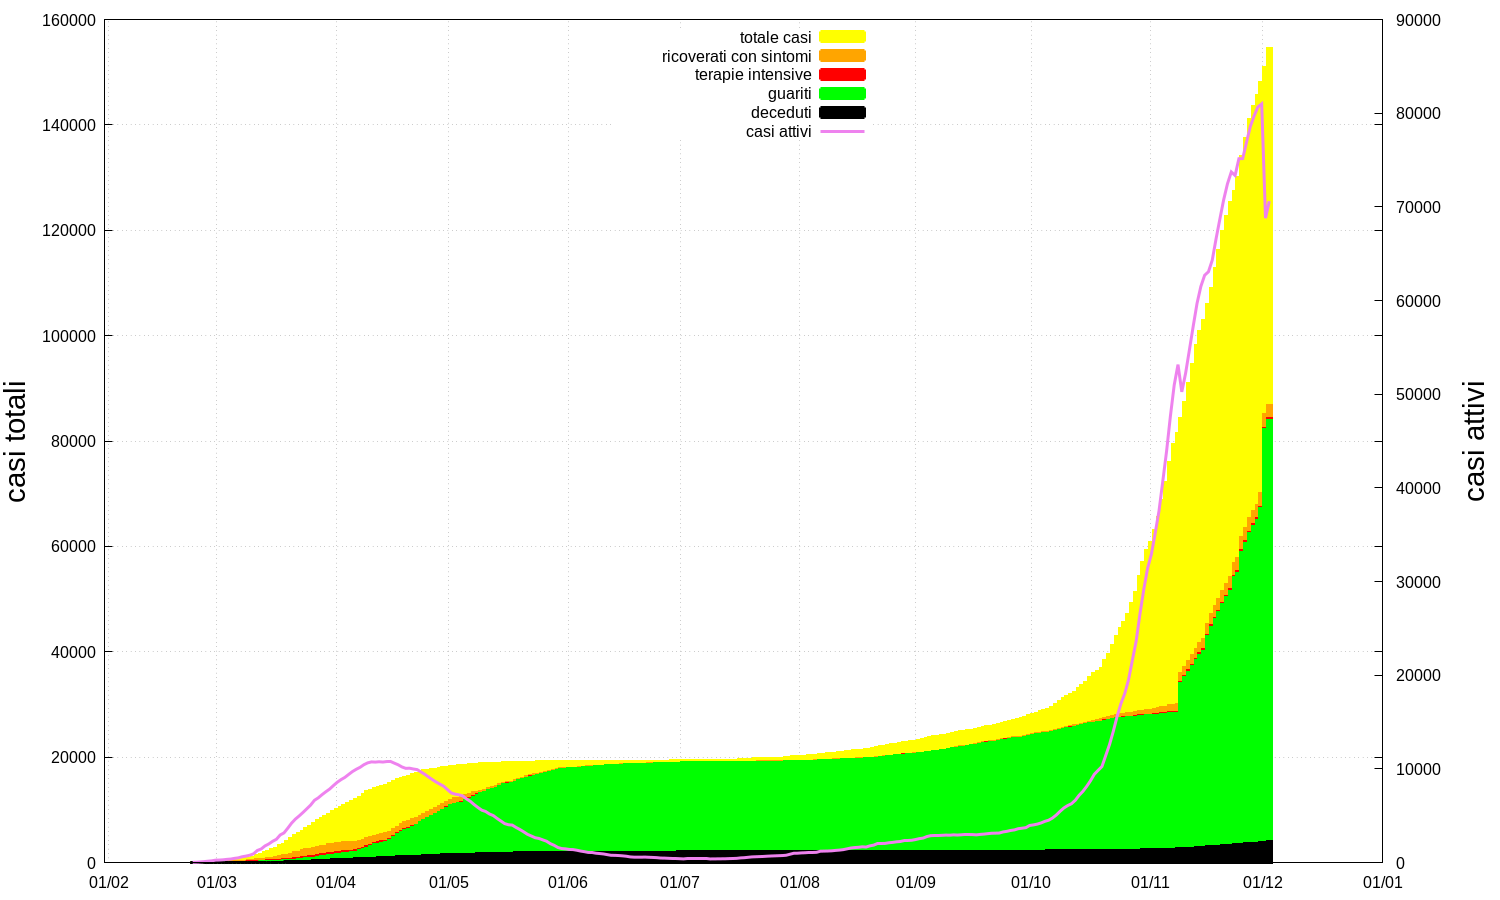 160000
140000
120000
100000
80000
60000
40000
20000
0
casi totali
totale casi
ricoverati con sintomi
terapie intensive
guariti
deceduti
casi attivi
90000
80000
70000
60000
50000
40000
30000
20000
10000
0
casi attivi
01/02 01/03 01/04 01/05 01/06 01/07 01/08 01/09 01/10 01/11 01/12 01/01